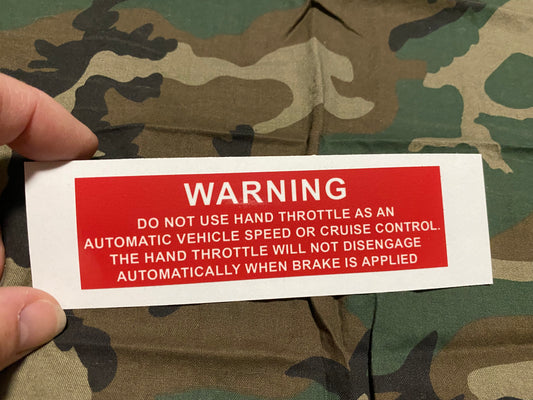 WARNING
DO NOT USE HAND THROTTLE AS AN
AUTOMATIC VEHICLE SPEED OR CRUISE CONTROL.
THE HAND THROTTLE WILL NOT DISENGAGE
AUTOMATICALLY WHEN BRAKE IS APPLIED